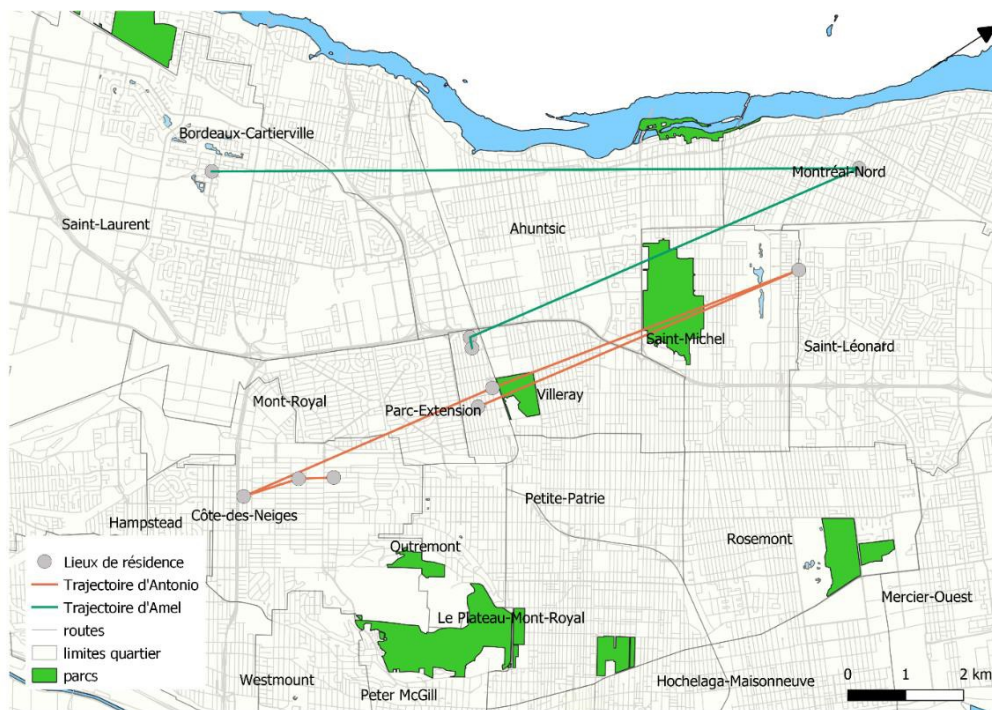 Bordeaux-Cartierville
Montréal-Nord
Saint-Laurent
Ahuntsic
Saint-Michel
Saint-Léonard
Mont-Royal
Parc-Extension
Villeray
Petite-Patrie
Côte-des-Neiges
Hampstead
Outremont
Rosemont
Mercier-Ouest
Le Plateau-Mont-Royal
Westmount
Peter McGill
Hochelaga-Maisonneuve
Lieux de résidence
Trajectoire d'Antonio
Trajectoire d'Amel
routes
limites quartier
parcs
0 1 2 km